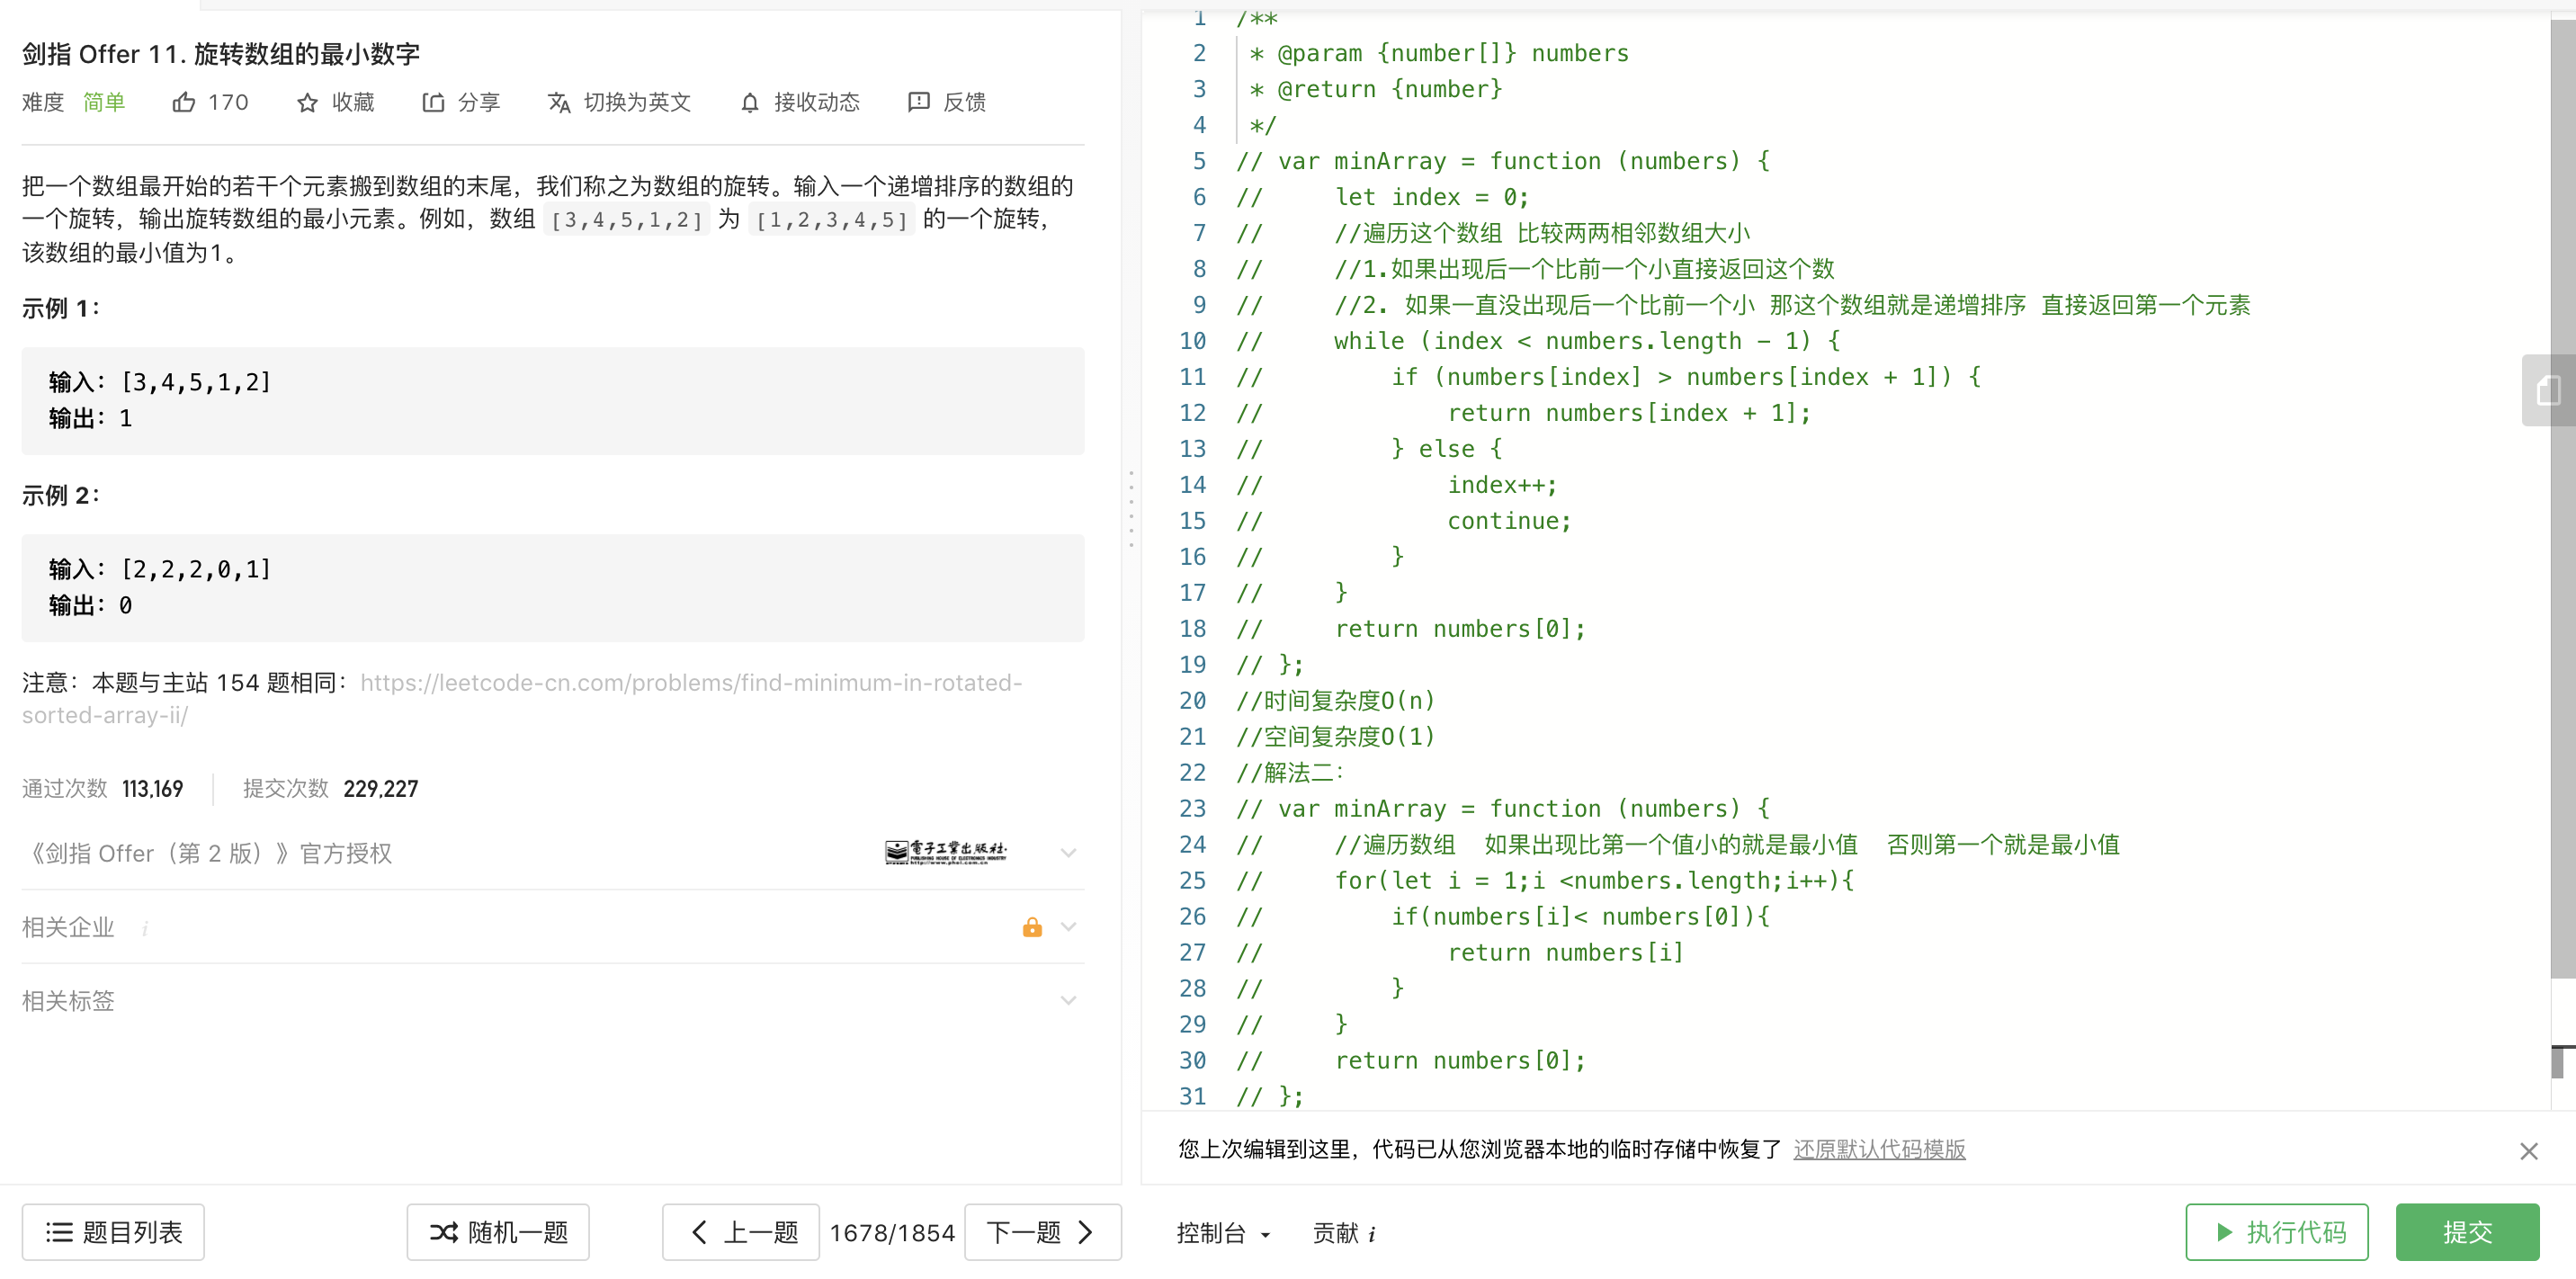 剑指 Offer 11. 旋转数组的最小数字
难度 简单 170 收藏 分享 切换为英文 接收动态 反馈
把一个数组最开始的若干个元素搬到数组的末尾，我们称之为数组的旋转。输入一个递增排序的数组的
一个旋转，输出旋转数组的最小元素。例如，数组 [3,4,5,1,2] 为 [1,2,3,4,5] 的一个旋转，
该数组的最小值为1。
示例 1：
输入：[3,4,5,1,2]
输出：1
示例 2：
输入：[2,2,2,0,1]
输出：0
注意：本题与主站 154 题相同：https://leetcode-cn.com/problems/find-minimum-in-rotated-
sorted-array-ii/
通过次数 113,169 提交次数 229,227
《剑指 Offer（第 2 版）》官方授权
電子工業出版社
PUBLISHING HOUSE OF ELECTRONICS INDUSTRY
http://www.phei.com.cn
相关企业 i
相关标签
题目列表 随机一题 上一题 1678/1854 下一题
1 /**
2 * @param {number[]} numbers
3 * @return {number}
4 */
5 // var minArray = function (numbers) {
6 //     let index = 0;
7 //     //遍历这个数组 比较两两相邻数组大小
8 //     //1.如果出现后一个比前一个小直接返回这个数
9 //     //2. 如果一直没出现后一个比前一个小 那这个数组就是递增排序 直接返回第一个元素
10 //     while (index < numbers.length - 1) {
11 //         if (numbers[index] > numbers[index + 1]) {
12 //             return numbers[index + 1];
13 //         } else {
14 //             index++;
15 //             continue;
16 //         }
17 //     }
18 //     return numbers[0];
19 // };
20 //时间复杂度O(n)
21 //空间复杂度O(1)
22 //解法二：
23 // var minArray = function (numbers) {
24 //     //遍历数组  如果出现比第一个值小的就是最小值  否则第一个就是最小值
25 //     for(let i = 1;i <numbers.length;i++){
26 //         if(numbers[i]< numbers[0]){
27 //             return numbers[i]
28 //         }
29 //     }
30 //     return numbers[0];
31 // };
您上次编辑到这里，代码已从您浏览器本地的临时存储中恢复了 还原默认代码模版
控制台 贡献 i 执行代码 提交